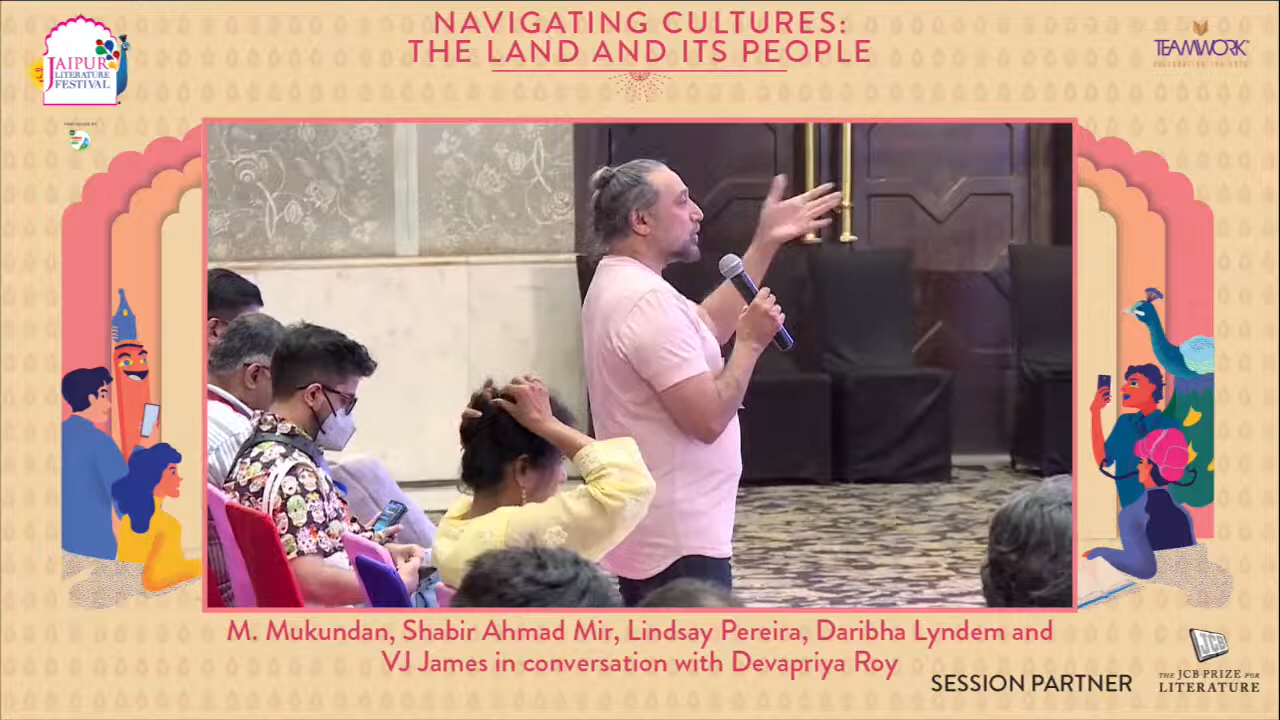 NAVIGATING CULTURES:
THE LAND AND ITS PEOPLE
JAIPUR
LITERATURE
FESTIVAL
TEAMWORK
M. Mukundan, Shabir Ahmad Mir, Lindsay Pereira, Daribha Lyndem and
VJ James in conversation with Devapriya Roy
SESSION PARTNER
JCB
THE JCB PRIZE FOR
LITERATURE